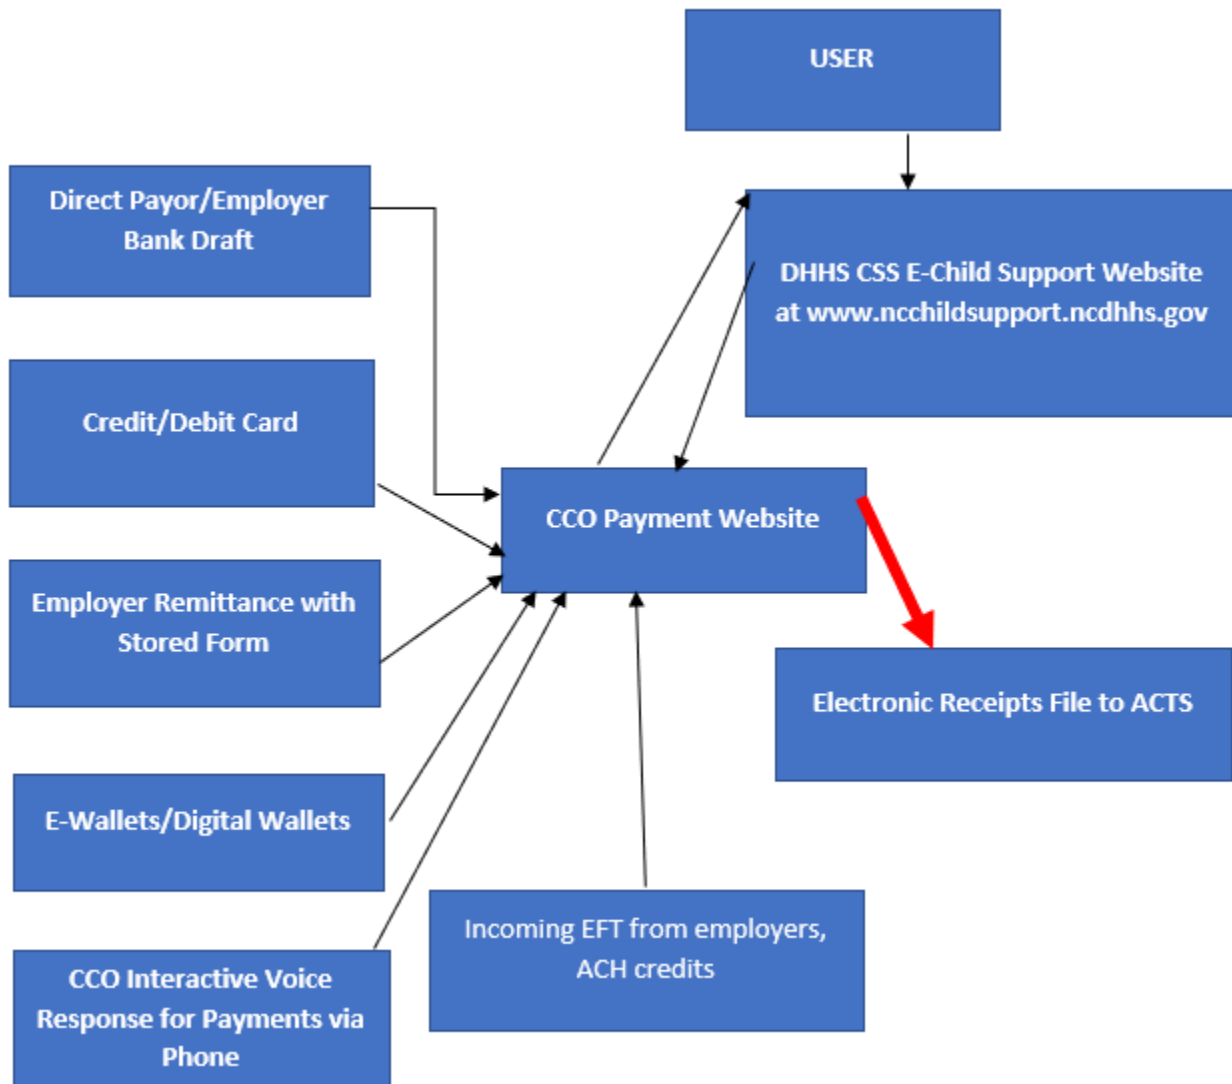 USER
Direct Payor/Employer
Bank Draft
DHHS CSS E-Child Support Website
at www.ncchildsupport.ncdhhs.gov
Credit/Debit Card
CCO Payment Website
Employer Remittance with
Stored Form
Electronic Receipts File to ACTS
E-Wallets/Digital Wallets
Incoming EFT from employers,
ACH credits
CCO Interactive Voice
Response for Payments via
Phone